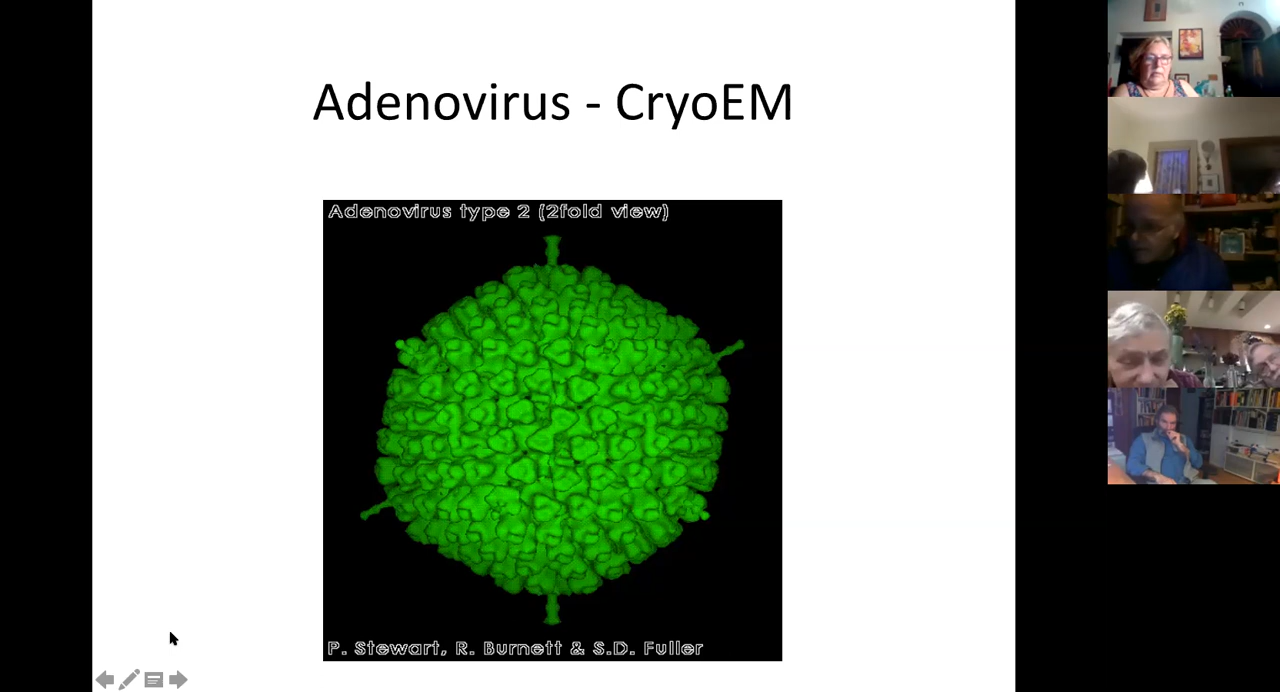 Adenovirus - CryoEM
Adenovirus type 2 (2fold view)
P. Stewart, R. Burnett & S.D. Fuller